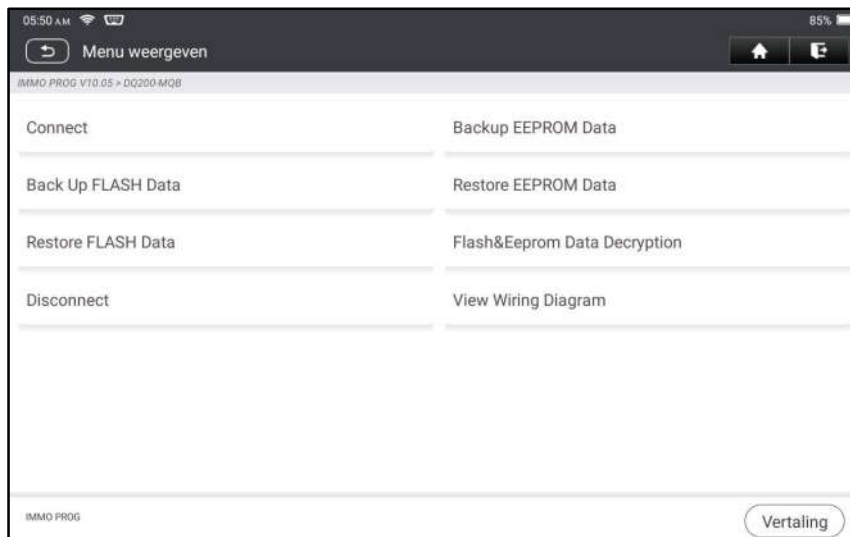 05:50 AM 85%
Menu weergeven
IMMO PROG V10.05 > DQ200-MQB
Connect Backup EEPROM Data
Back Up FLASH Data Restore EEPROM Data
Restore FLASH Data Flash&Eeprom Data Decryption
Disconnect View Wiring Diagram
IMMO PROG Vertaling